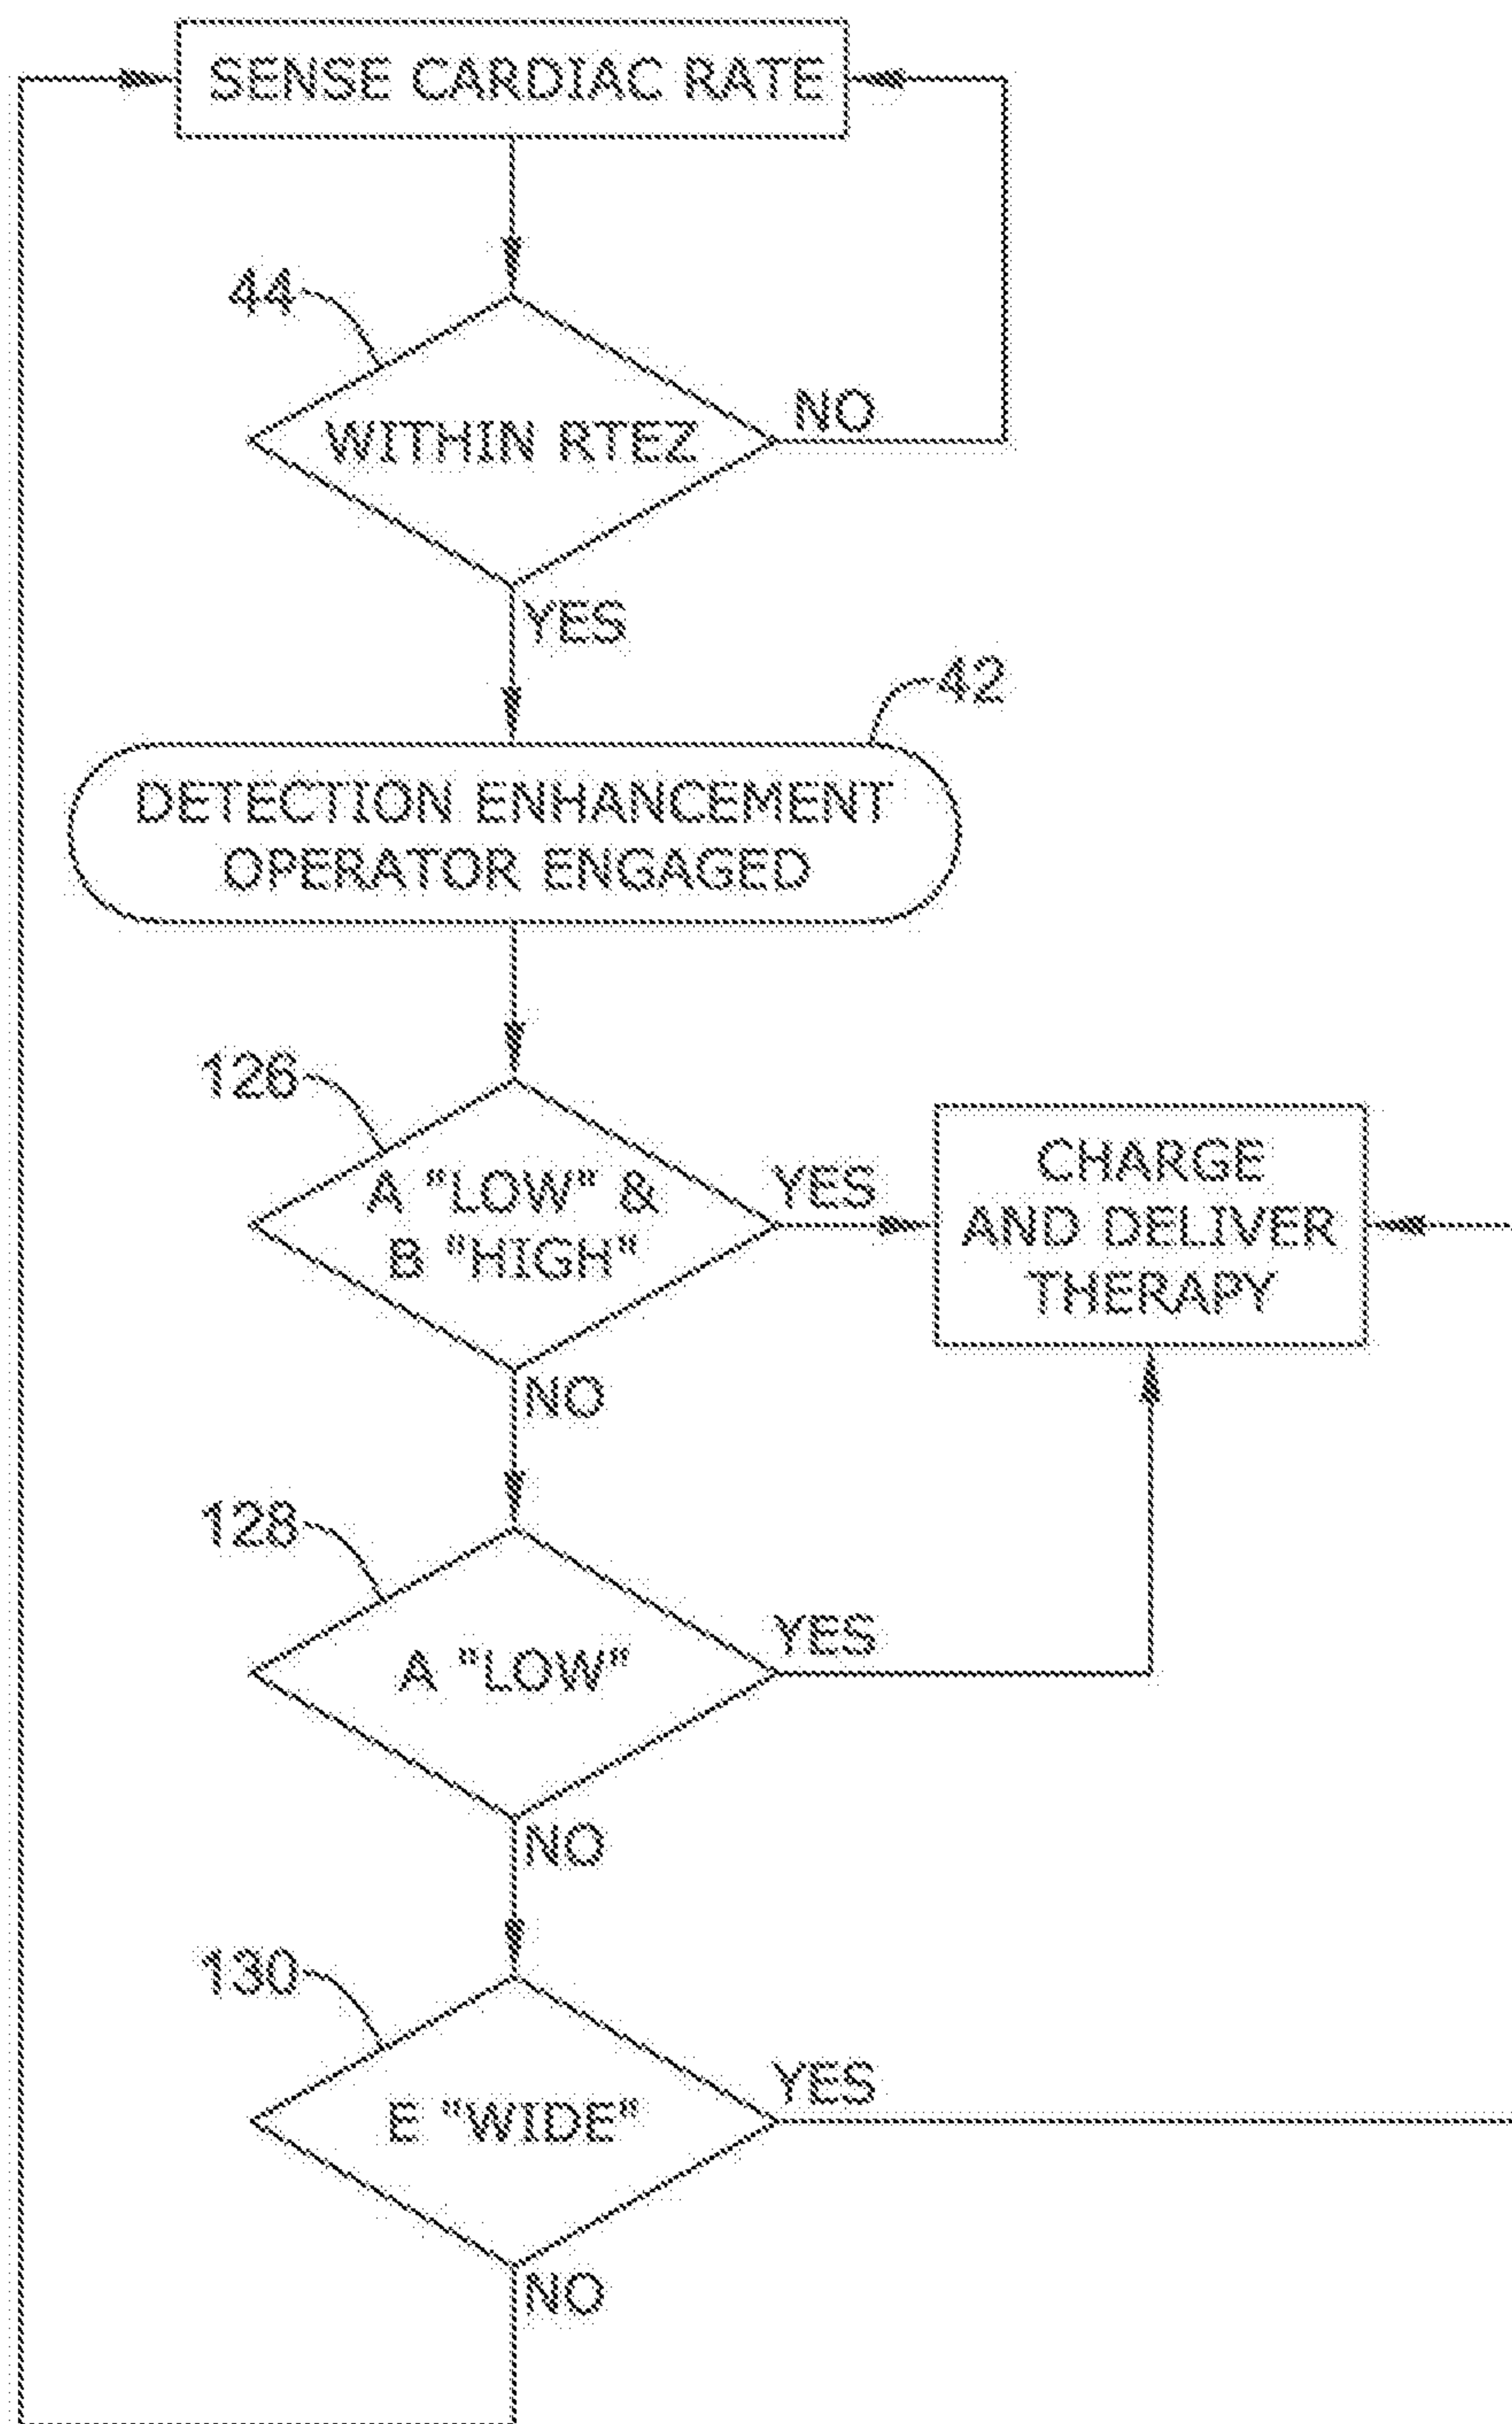 SENSE CARDIAC RATE
44
WITHIN RTEZ
NO
YES
42
DETECTION ENHANCEMENT
OPERATOR ENGAGED
126
A "LOW" &
B "HIGH"
YES
CHARGE
AND DELIVER
THERAPY
NO
128
A "LOW"
YES
NO
130
E "WIDE"
YES
NO